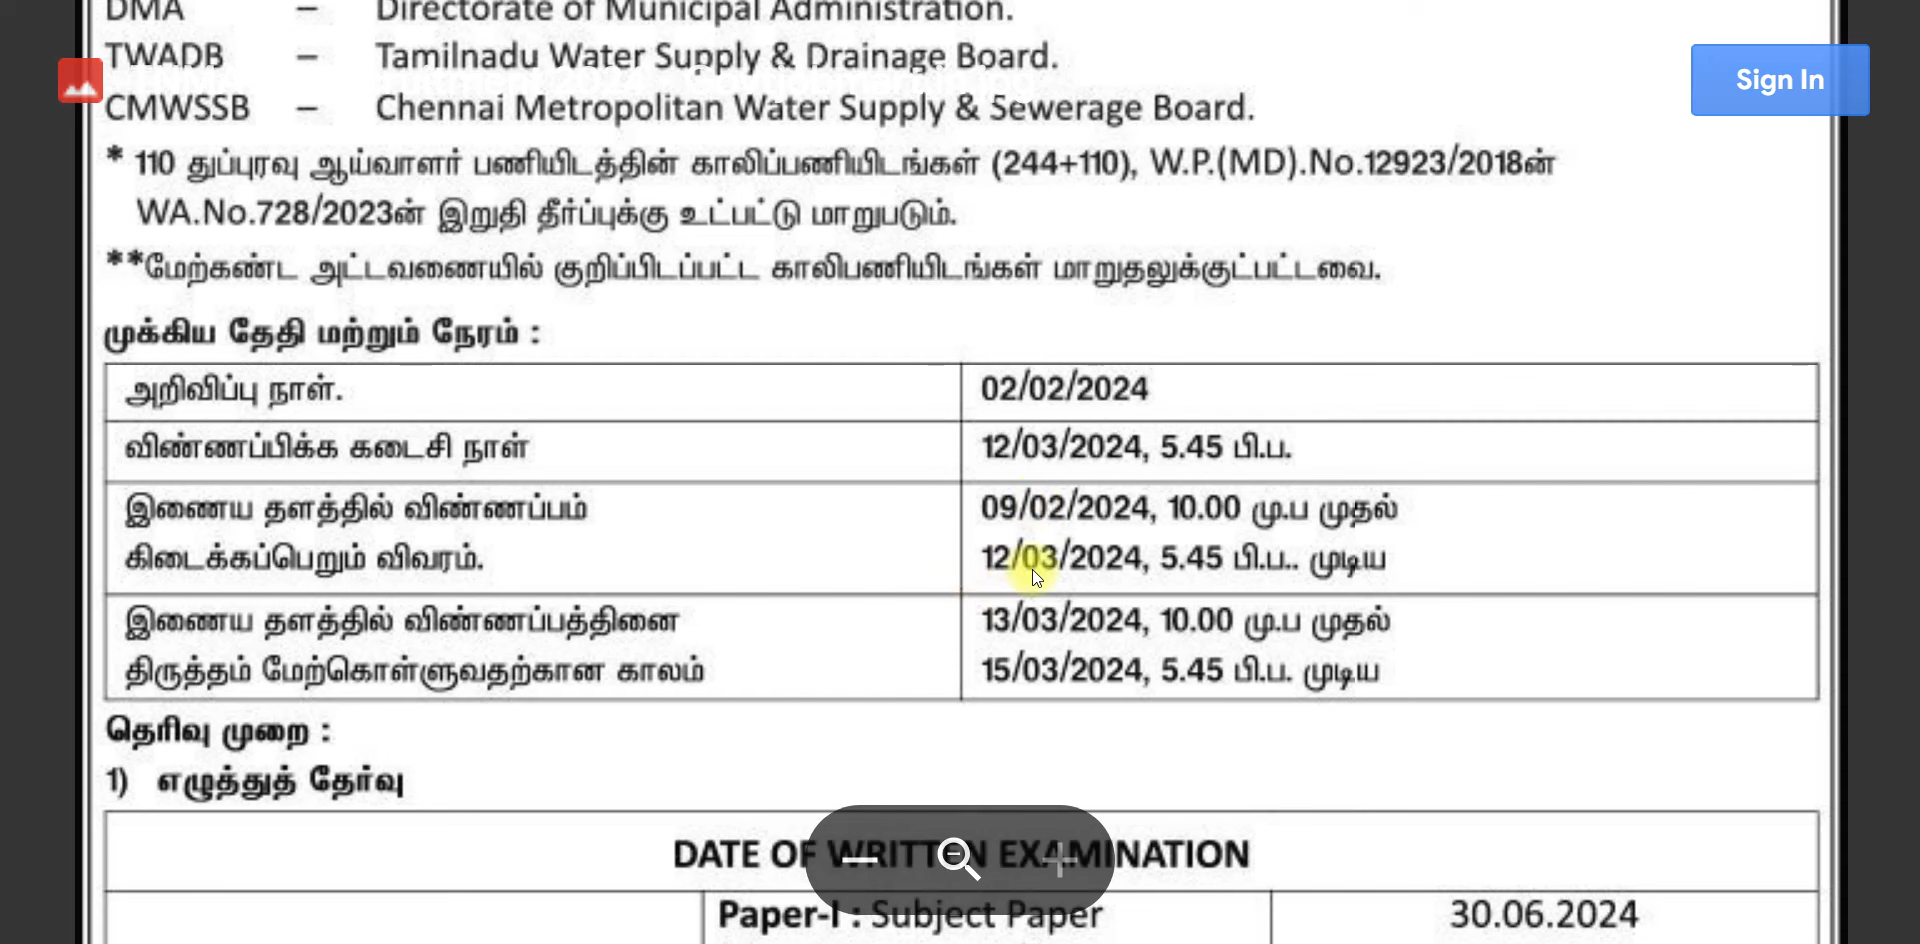 DMA – Directorate of Municipal Administration.
TWADB – Tamilnadu Water Supply & Drainage Board.
Sign In
CMWSSB – Chennai Metropolitan Water Supply & Sewerage Board.
* 110 துப்புரவு ஆய்வாளர் பணியிடத்தின் காலிப்பணியிடங்கள் (244+110), W.P.(MD).No.12923/2018ன்
WA.No.728/2023ன் இறுதி தீர்ப்புக்கு உட்பட்டு மாறுபடும்.
**மேற்கண்ட அட்டவணையில் குறிப்பிடப்பட்ட காலிபணியிடங்கள் மாறுதலுக்குட்பட்டவை.
முக்கிய தேதி மற்றும் நேரம் :
அறிவிப்பு நாள். 02/02/2024
விண்ணப்பிக்க கடைசி நாள் 12/03/2024, 5.45 பி.ப.
இணைய தளத்தில் விண்ணப்பம் 09/02/2024, 10.00 மு.ப முதல்
கிடைக்கப்பெறும் விவரம். 12/03/2024, 5.45 பி.ப.. முடிய
இணைய தளத்தில் விண்ணப்பத்தினை 13/03/2024, 10.00 மு.ப முதல்
திருத்தம் மேற்கொள்ளுவதற்கான காலம் 15/03/2024, 5.45 பி.ப. முடிய
தெரிவு முறை :
1) எழுத்துத் தேர்வு
DATE OF WRITTEN EXAMINATION
Paper-I : Subject Paper 30.06.2024